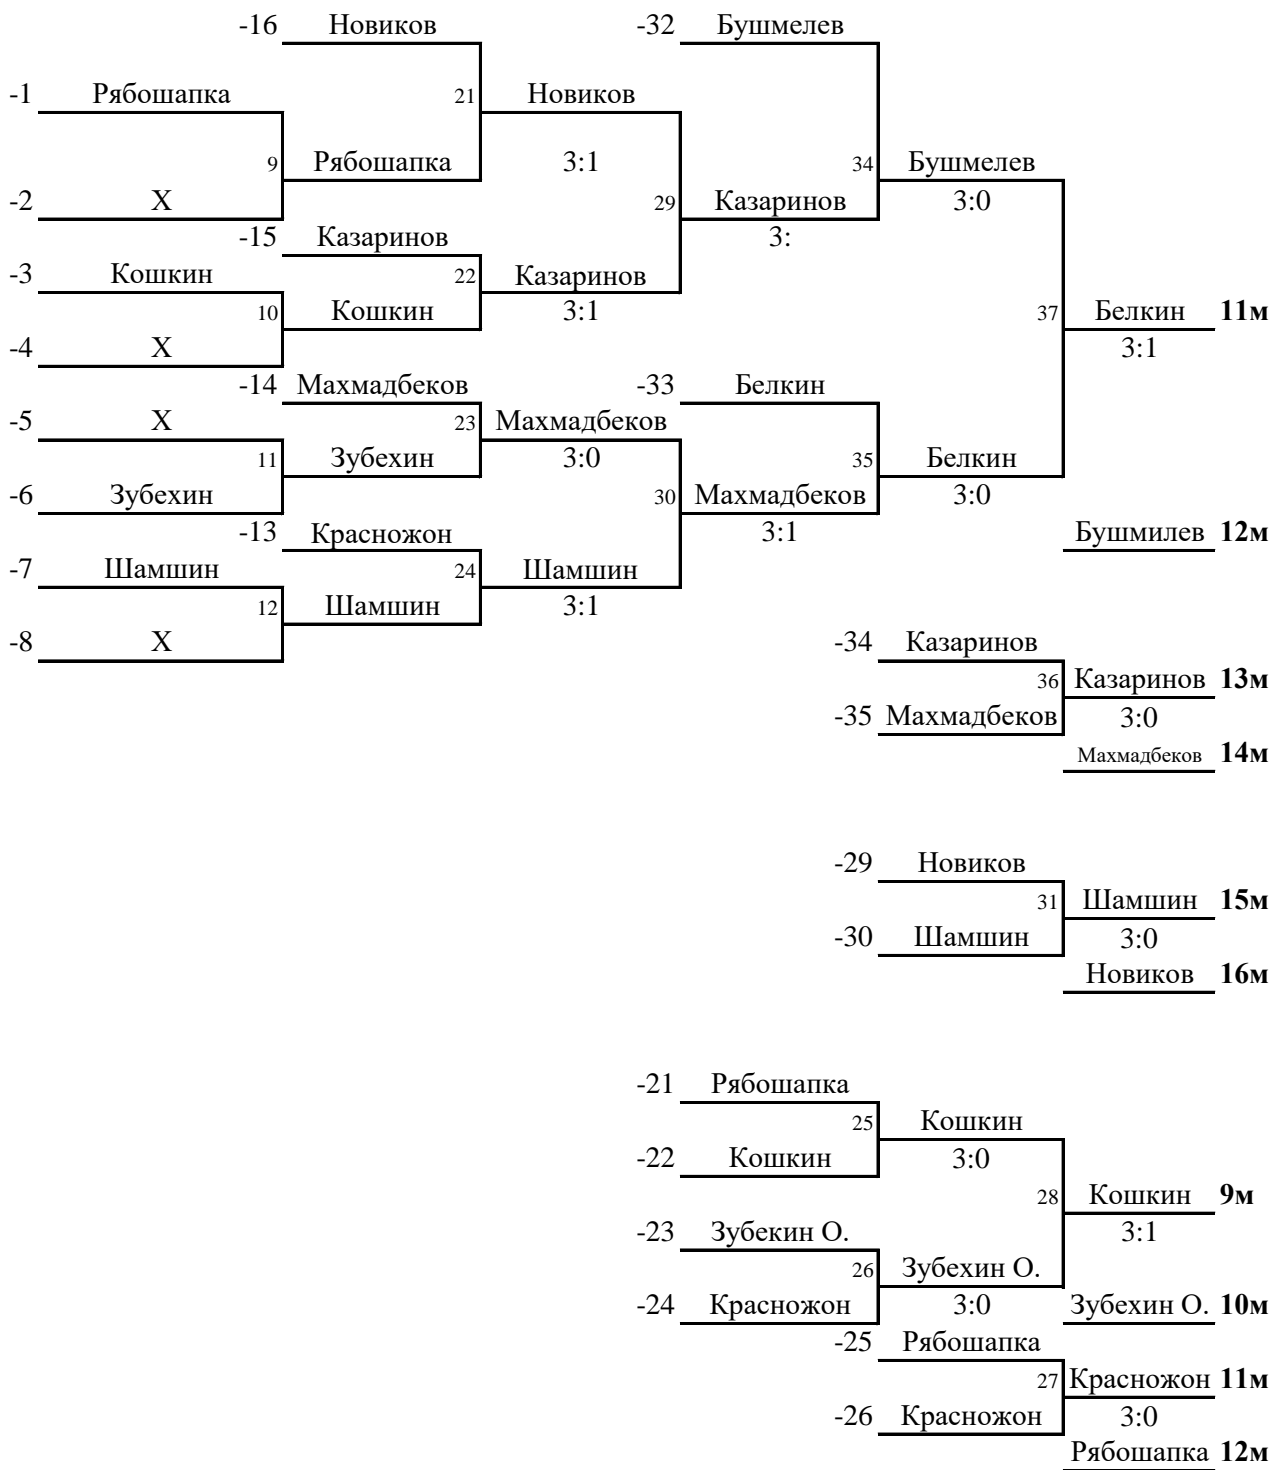 -16 Новиков -32 Бушмелев
-1 Рябошапка 21 Новиков
9 Рябошапка 3:1 34 Бушмелев
-2 X 29 Казаринов 3:0
-15 Казаринов 3:
-3 Кошкин 22 Казаринов
10 Кошкин 3:1 37 Белкин 11м
-4 X 3:1
-14 Махмадбеков -33 Белкин
-5 X 23 Махмадбеков
11 Зубехин 3:0 35 Белкин
-6 Зубехин 30 Махмадбеков 3:0
-13 Красножон 3:1 Бушмилев 12м
-7 Шамшин 24 Шамшин
12 Шамшин 3:1
-8 X -34 Казаринов
36 Казаринов 13м
-35 Махмадбеков 3:0
Махмадбеков 14м
-29 Новиков
31 Шамшин 15м
-30 Шамшин 3:0
Новиков 16м
-21 Рябошапка
25 Кошкин
-22 Кошкин 3:0
28 Кошкин 9м
-23 Зубекин О. 3:1
26 Зубехин О.
-24 Красножон 3:0 Зубехин О. 10м
-25 Рябошапка
27 Красножон 11м
-26 Красножон 3:0
Рябошапка 12м